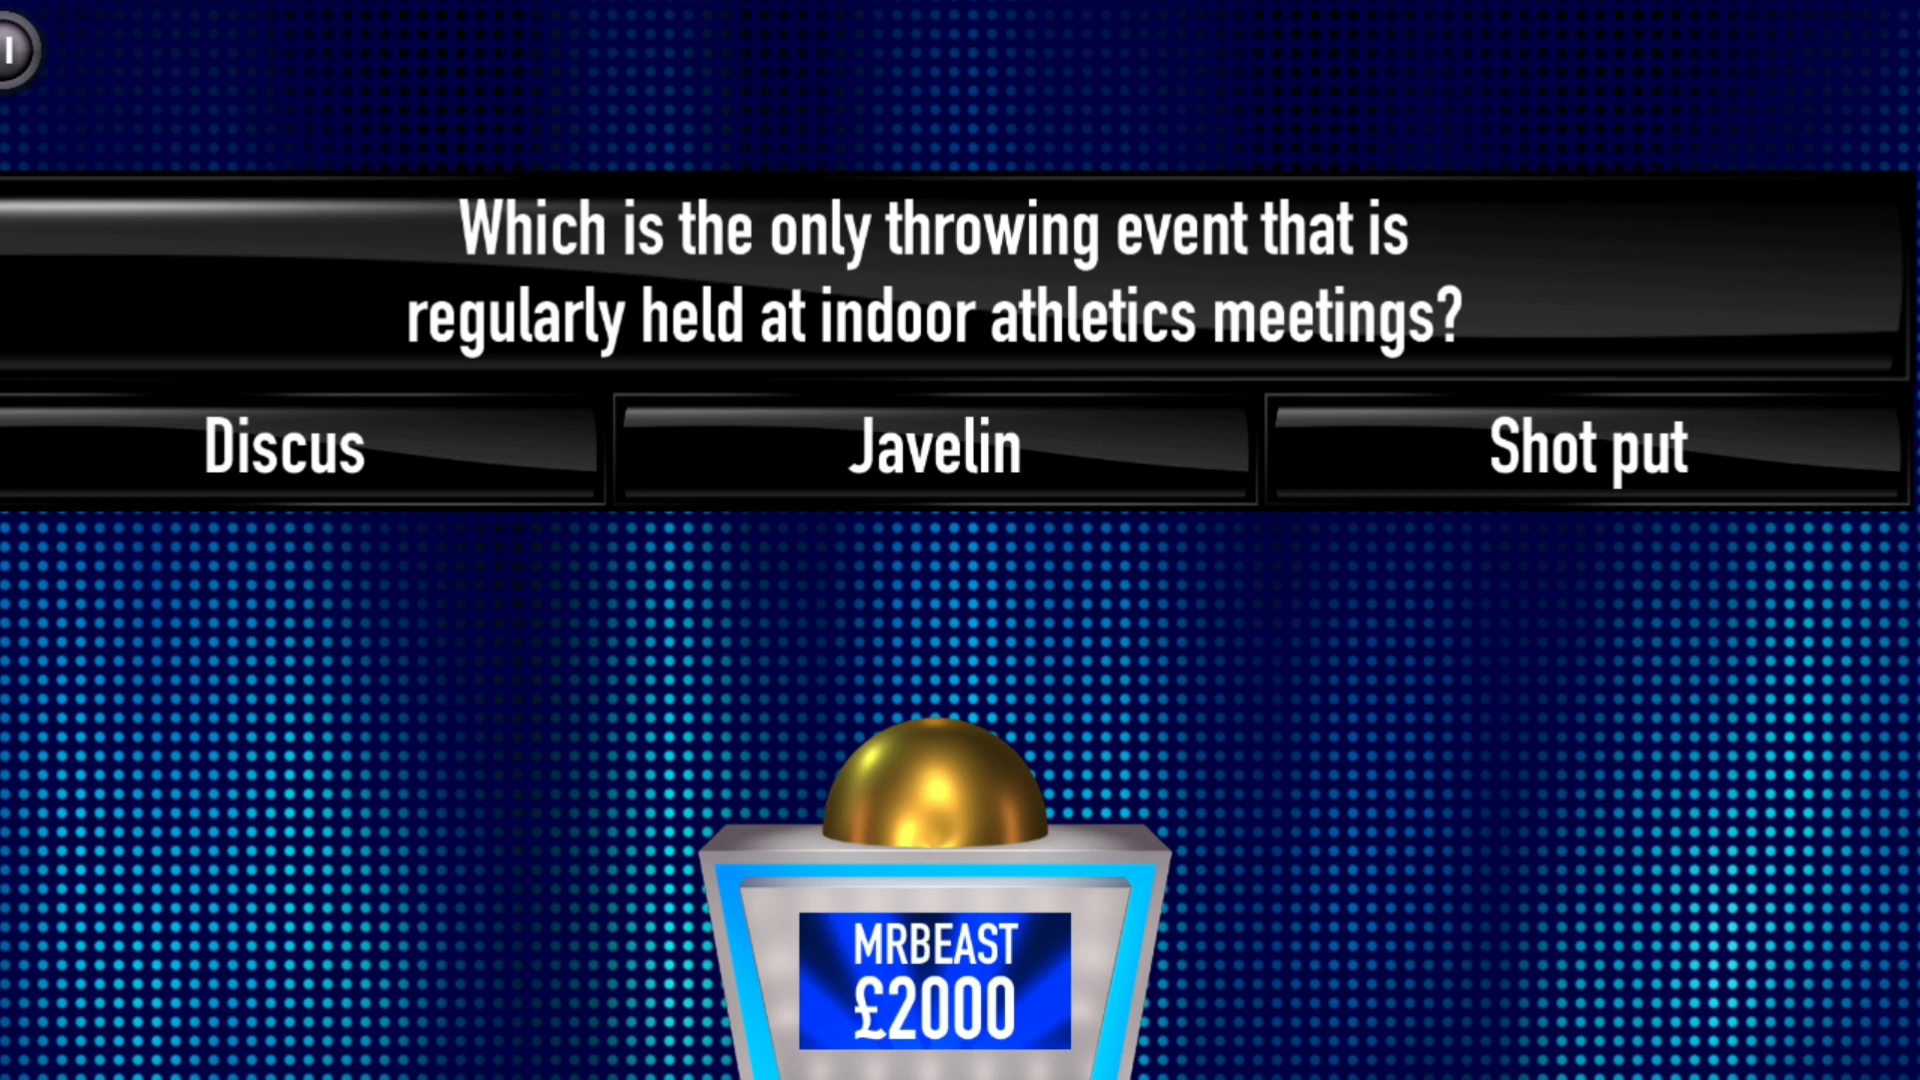 Which is the only throwing event that is
regularly held at indoor athletics meetings?
Discus
Javelin
Shot put
MRBEAST
£2000